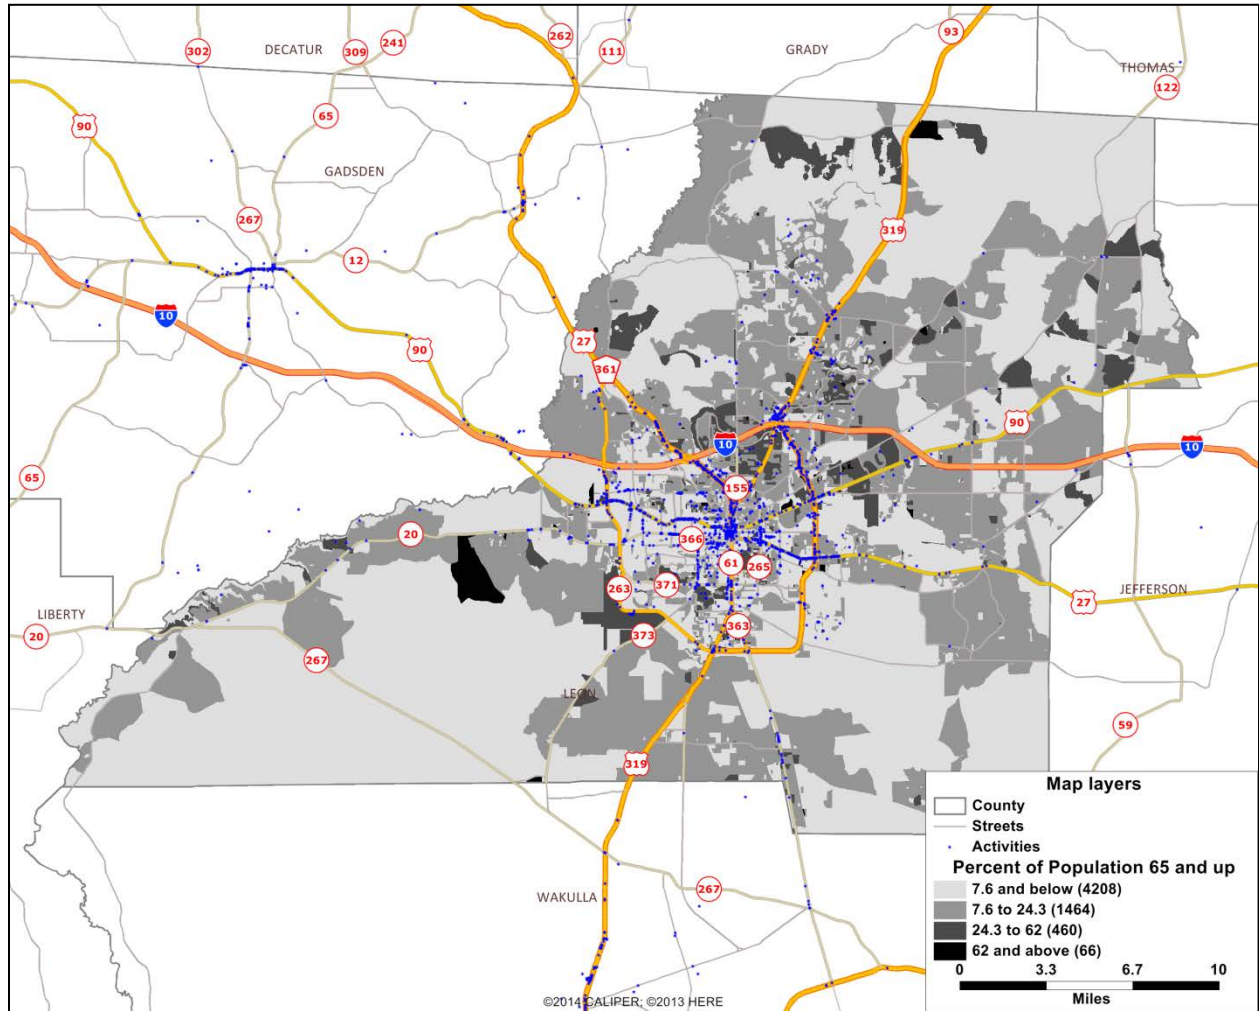 93
262
302
DECATUR
309
241
111
GRADY
THOMAS
122
65
90
GADSDEN
267
319
12
10
27
90
361
90
10
10
65
155
20
366
61
265
263
371
JEFFERSON
27
LIBERTY
20
363
373
267
LEON
59
319
WAKULLA
267
Map layers
County
Streets
Activities
Percent of Population 65 and up
7.6 and below (4208)
7.6 to 24.3 (1464)
24.3 to 62 (460)
62 and above (66)
0 3.3 6.7 10
Miles
©2014 CALIPER; ©2013 HERE